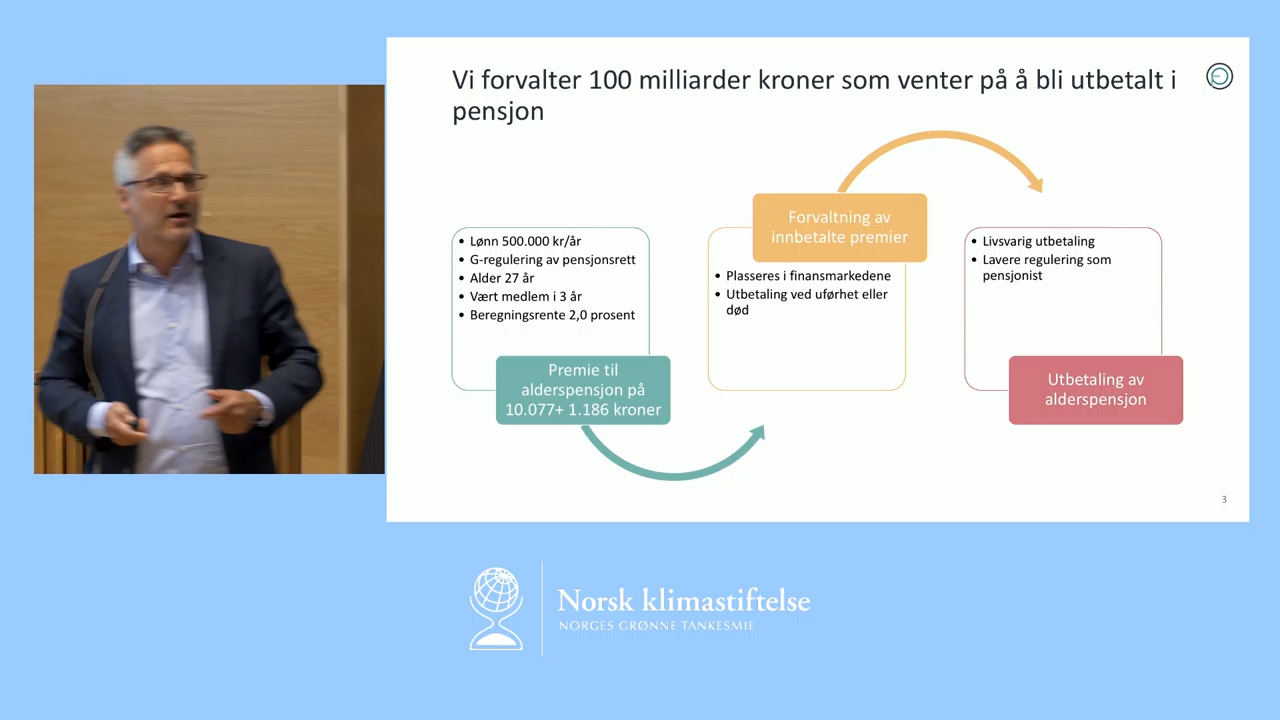 Vi forvalter 100 milliarder kroner som venter på å bli utbetalt i
pensjon
• Lønn 500.000 kr/år
• G-regulering av pensjonsrett
• Alder 27 år
• Vært medlem i 3 år
• Beregningsrente 2,0 prosent
Premie til
alderspensjon på
10.077+ 1.186 kroner
Forvaltning av
innbetalte premier
• Plasseres i finansmarkedene
• Utbetaling ved uførhet eller
død
• Livsvarig utbetaling
• Lavere regulering som
pensjonist
Utbetaling av
alderspensjon
3
Norsk klimastiftelse
NORGES GRØNNE TANKESMIE